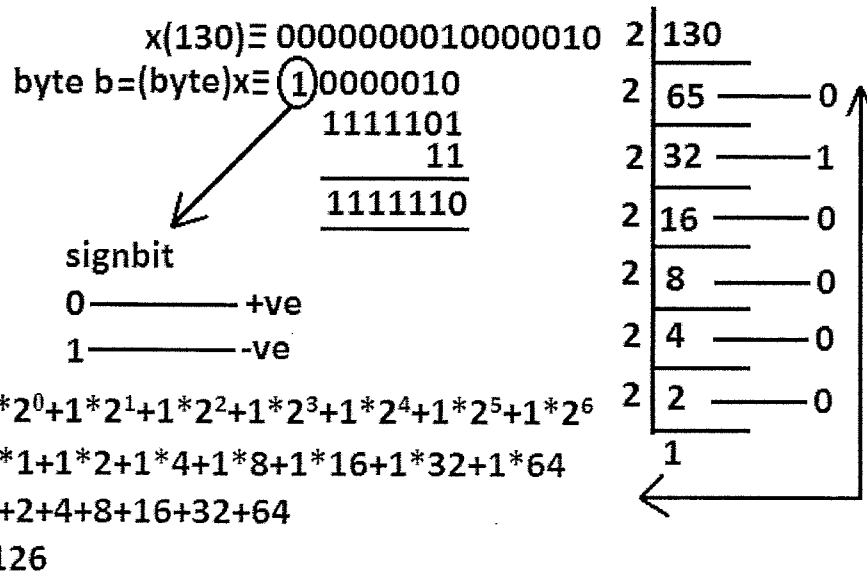 x(130)≡ 0000000010000010
byte b=(byte)x≡ 10000010
1111101
11
1111110
signbit
0 +ve
1 -ve
*2⁰+1*2¹+1*2²+1*2³+1*2⁴+1*2⁵+1*2⁶
*1+1*2+1*4+1*8+1*16+1*32+1*64
+2+4+8+16+32+64
126
2 130
2 65 0
2 32 1
2 16 0
2 8 0
2 4 0
2 2 0
1